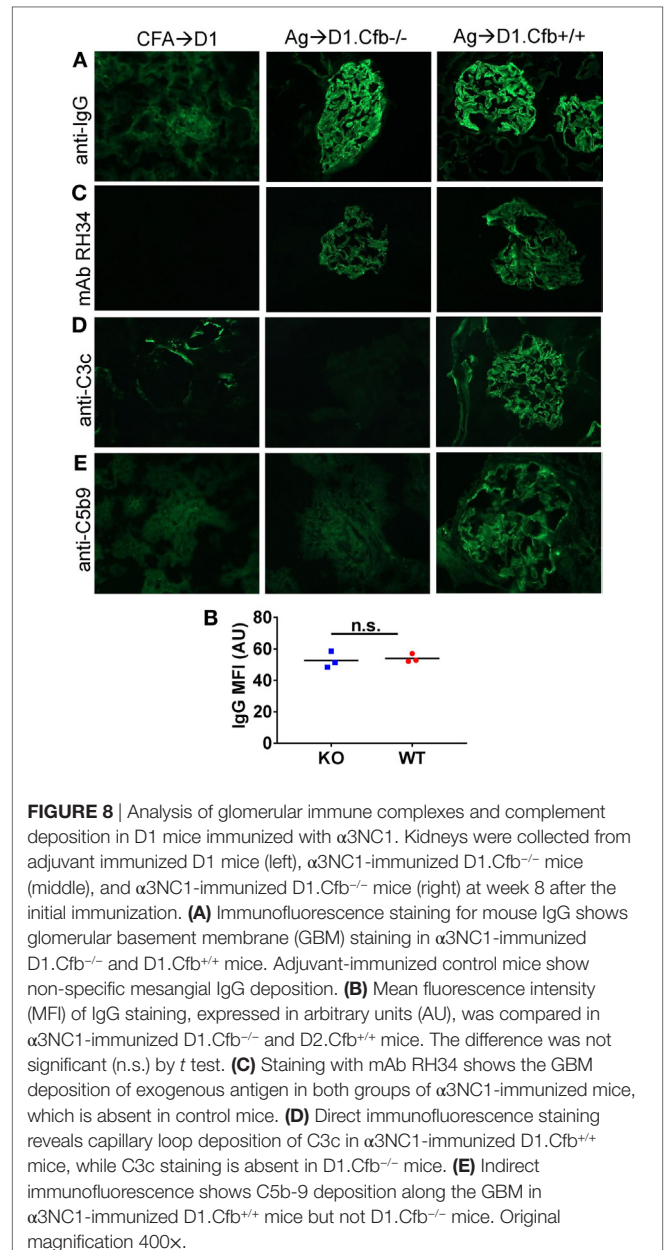 CFA→D1 Ag→D1.Cfb-/- Ag→D1.Cfb+/+
A
anti-IgG
C
mAb RH34
D
anti-C3c
E
anti-C5b9
B
80
60
40
20
0
IgG MFI (AU)
n.s.
KO WT
FIGURE 8 | Analysis of glomerular immune complexes and complement
deposition in D1 mice immunized with α3NC1. Kidneys were collected from
adjuvant immunized D1 mice (left), α3NC1-immunized D1.Cfb−/− mice
(middle), and α3NC1-immunized D1.Cfb−/− mice (right) at week 8 after the
initial immunization. (A) Immunofluorescence staining for mouse IgG shows
glomerular basement membrane (GBM) staining in α3NC1-immunized
D1.Cfb−/− and D1.Cfb+/+ mice. Adjuvant-immunized control mice show
non-specific mesangial IgG deposition. (B) Mean fluorescence intensity
(MFI) of IgG staining, expressed in arbitrary units (AU), was compared in
α3NC1-immunized D1.Cfb−/− and D2.Cfb+/+ mice. The difference was not
significant (n.s.) by t test. (C) Staining with mAb RH34 shows the GBM
deposition of exogenous antigen in both groups of α3NC1-immunized mice,
which is absent in control mice. (D) Direct immunofluorescence staining
reveals capillary loop deposition of C3c in α3NC1-immunized D1.Cfb+/+
mice, while C3c staining is absent in D1.Cfb−/− mice. (E) Indirect
immunofluorescence shows C5b-9 deposition along the GBM in
α3NC1-immunized D1.Cfb+/+ mice but not D1.Cfb−/− mice. Original
magnification 400×.